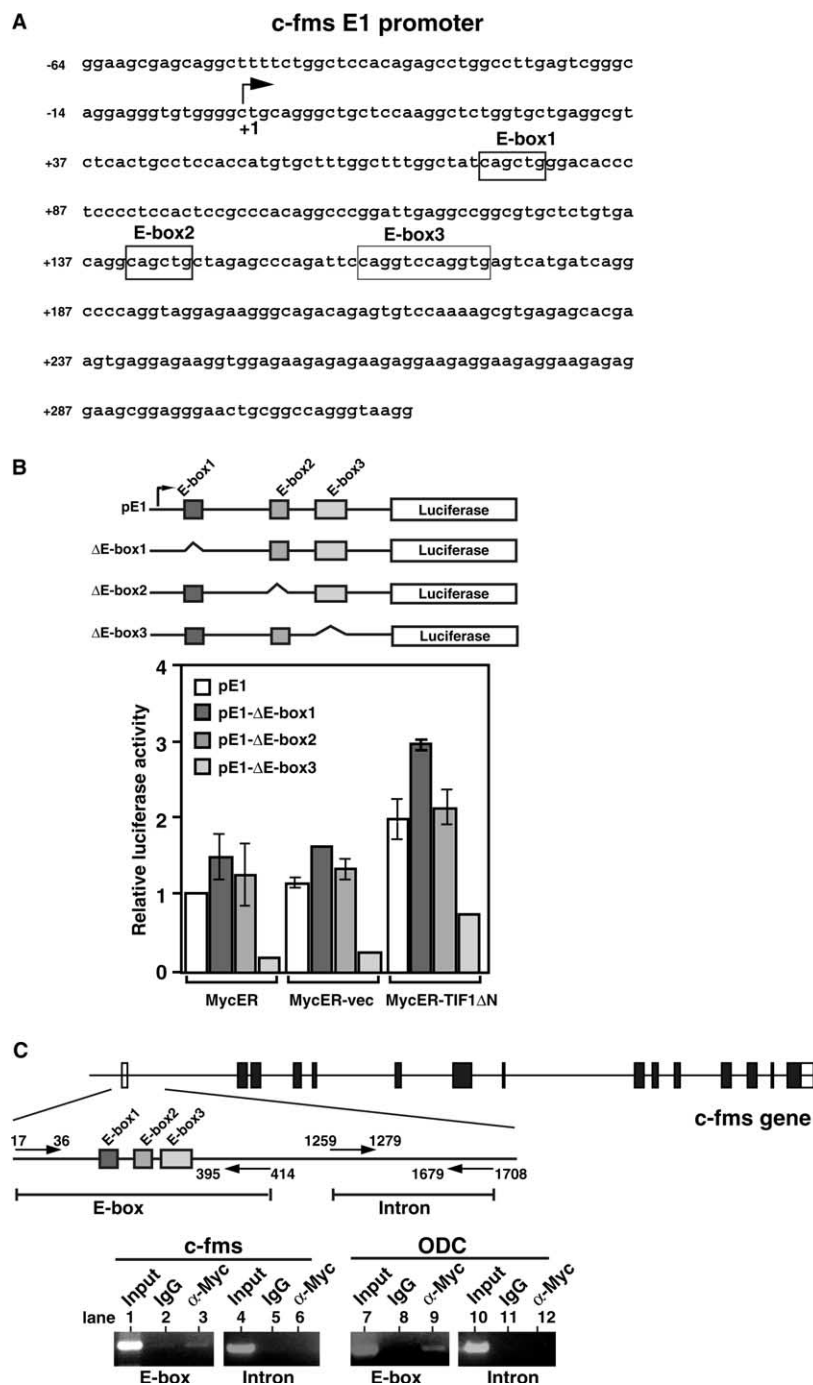 A
c-fms E1 promoter
-64 ggaagcgagcaggcttttctggctccacagagcctggccttgagtcgggc
-14 aggagggtgtggggctgcagggctgctccaaggctctggtgctgaggcgt
+1
E-box1
+37 ctcactgcctccaccatgtgctttggctttggctatcagctgggacaccc
+87 tcccctccactccgcccacaggcccggattgaggccggcgtgctctgtga
E-box2 E-box3
+137 caggcagctgctagagcccagattccaggtccaggtgagtcatgatcagg
+187 ccccaggtaggagaagggcagacagagtgtccaaaagcgtgagagcacga
+237 agtgaggagaaggtggagaagagagaagaggaagaggaagaggaagagag
+287 gaagcggagggaactgcggccagggtaagg
B
E-box1 E-box2 E-box3
pE1 Luciferase
ΔE-box1 Luciferase
ΔE-box2 Luciferase
ΔE-box3 Luciferase
Relative luciferase activity
4
3
2
1
0
pE1
pE1-ΔE-box1
pE1-ΔE-box2
pE1-ΔE-box3
MycER MycER-vec MycER-TIF1ΔN
C
c-fms gene
E-box1 E-box2 E-box3
17 36 1259 1279
395 414 1679 1708
E-box Intron
c-fms ODC
Input IgG α-Myc Input IgG α-Myc Input IgG α-Myc Input IgG α-Myc
lane 1 2 3 4 5 6 7 8 9 10 11 12
E-box Intron E-box Intron